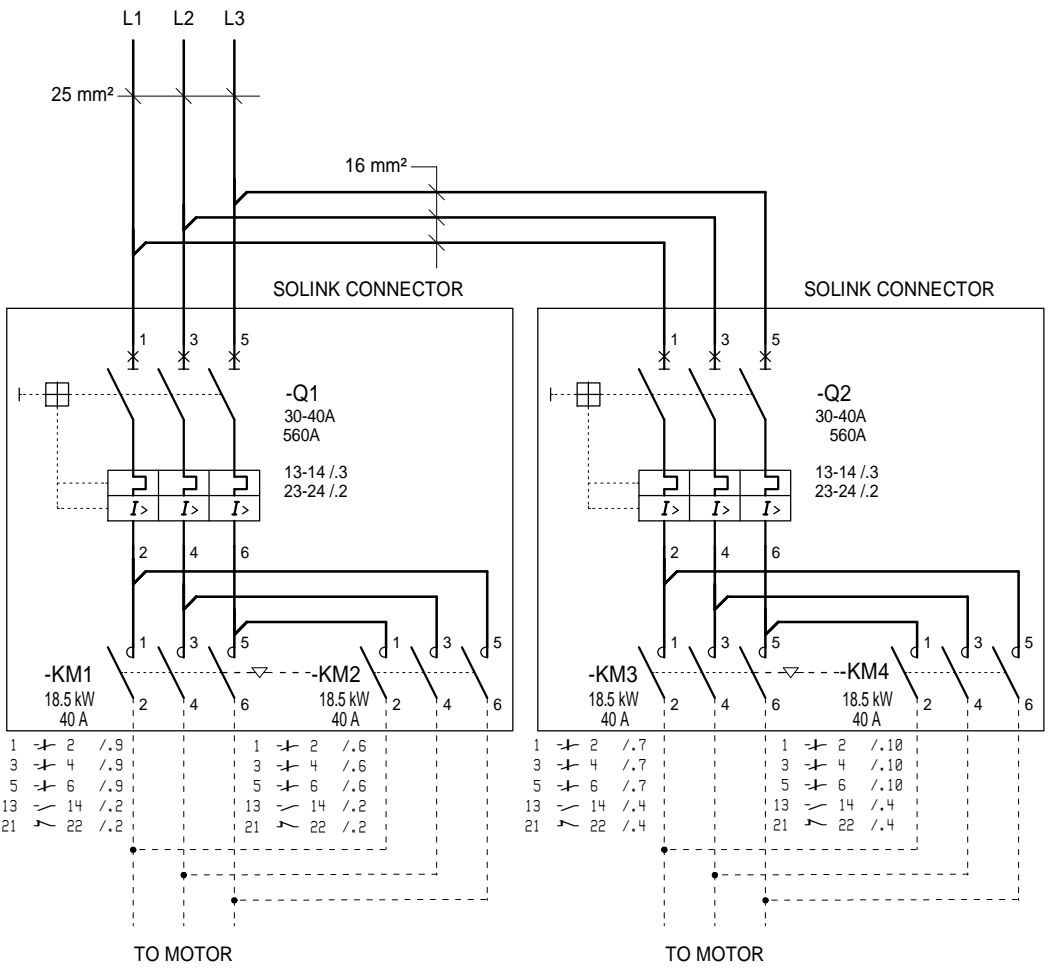 L1 L2 L3
25 mm²
16 mm²
SOLINK CONNECTOR SOLINK CONNECTOR
1 3 5 1 3 5
-Q1 -Q2
30-40A 30-40A
560A 560A
13-14 /.3 13-14 /.3
23-24 /.2 23-24 /.2
I> I> I> I> I> I>
2 4 6 2 4 6
1 3 5 1 3 5 1 3 5 1 3 5
-KM1 -KM2 -KM3 -KM4
18.5 kW 18.5 kW 18.5 kW 18.5 kW
2 4 6 2 4 6 2 4 6 2 4 6
40 A 40 A 40 A 40 A
1 2 /.9 1 2 /.6 1 2 /.7 1 2 /.10
3 4 /.9 3 4 /.6 3 4 /.7 3 4 /.10
5 6 /.9 5 6 /.6 5 6 /.7 5 6 /.10
13 14 /.2 13 14 /.2 13 14 /.4 13 14 /.4
21 22 /.2 21 22 /.2 21 22 /.4 21 22 /.4
TO MOTOR TO MOTOR